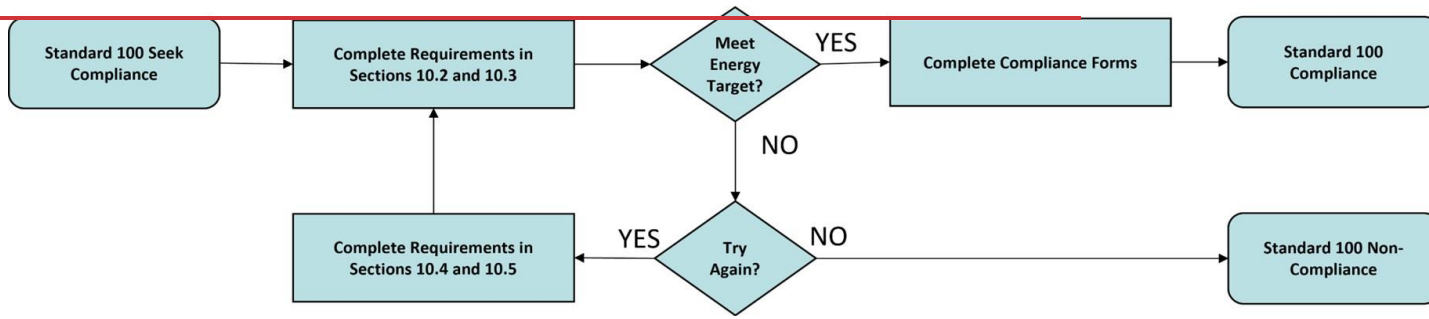 Standard 100 Seek
Compliance
Complete Requirements in
Sections 10.2 and 10.3
Meet
Energy
Target?
YES
Complete Compliance Forms
Standard 100
Compliance
NO
Complete Requirements in
Sections 10.4 and 10.5
YES
Try
Again?
NO
Standard 100 Non-
Compliance